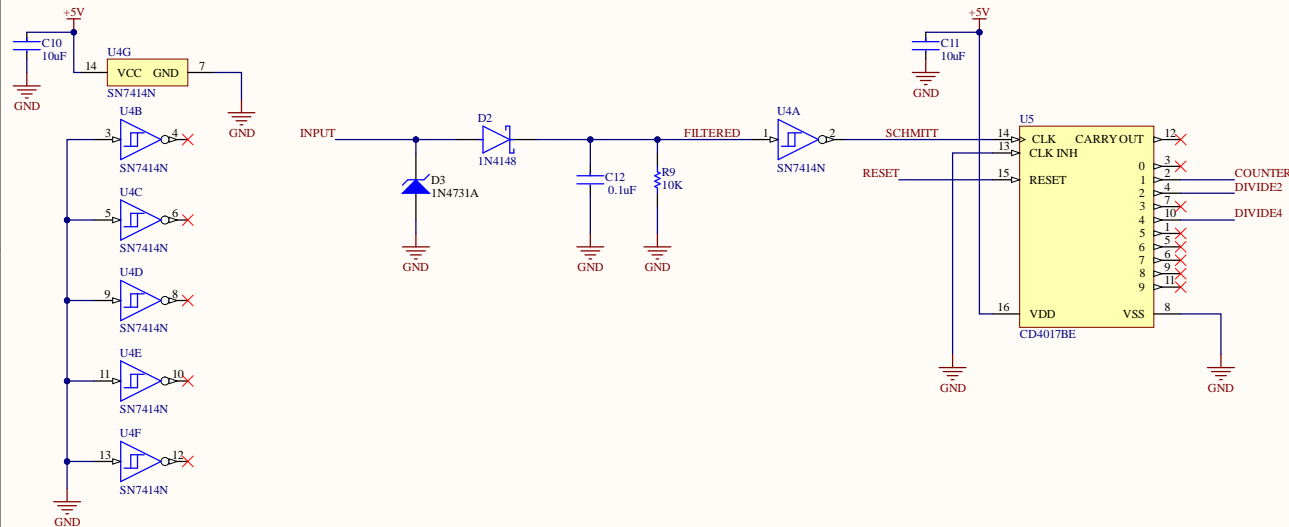 +5V
C10
10uF
GND
U4G
14
VCC
GND
7
SN7414N
GND
U4B
3
4
SN7414N
U4C
5
6
SN7414N
U4D
9
8
SN7414N
U4E
11
10
SN7414N
U4F
13
12
SN7414N
GND
INPUT
D3
1N4731A
GND
D2
1N4148
C12
0.1uF
GND
R9
10K
GND
FILTERED
U4A
1
2
SN7414N
SCHMITT
RESET
+5V
C11
10uF
GND
U5
14
CLK
CARRY OUT
12
13
CLK INH
0
3
15
RESET
1
2
COUNTER
2
4
DIVIDE2
3
7
4
10
DIVIDE4
5
1
6
5
7
6
8
9
9
11
16
VDD
VSS
8
CD4017BE
GND
GND